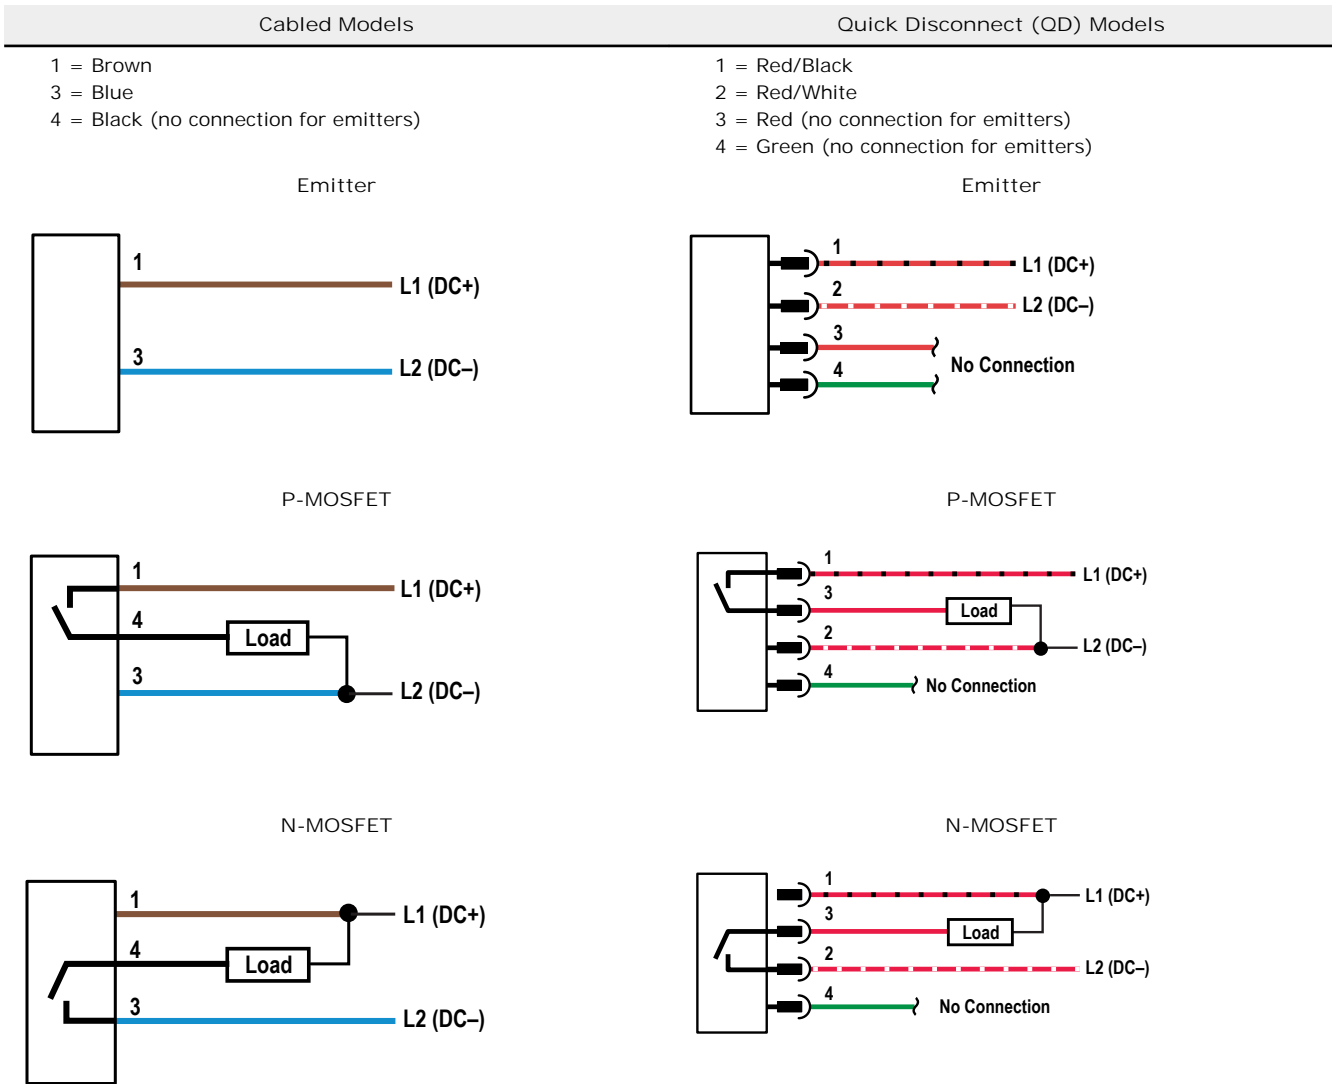 Cabled Models
Quick Disconnect (QD) Models
1 = Brown
3 = Blue
4 = Black (no connection for emitters)
1 = Red/Black
2 = Red/White
3 = Red (no connection for emitters)
4 = Green (no connection for emitters)
Emitter
1
L1 (DC+)
3
L2 (DC–)
Emitter
1
L1 (DC+)
2
L2 (DC–)
3
4
No Connection
P-MOSFET
1
L1 (DC+)
4
Load
3
L2 (DC–)
P-MOSFET
1
L1 (DC+)
3
Load
2
L2 (DC–)
4
No Connection
N-MOSFET
1
L1 (DC+)
4
Load
3
L2 (DC–)
N-MOSFET
1
L1 (DC+)
3
Load
2
L2 (DC–)
4
No Connection